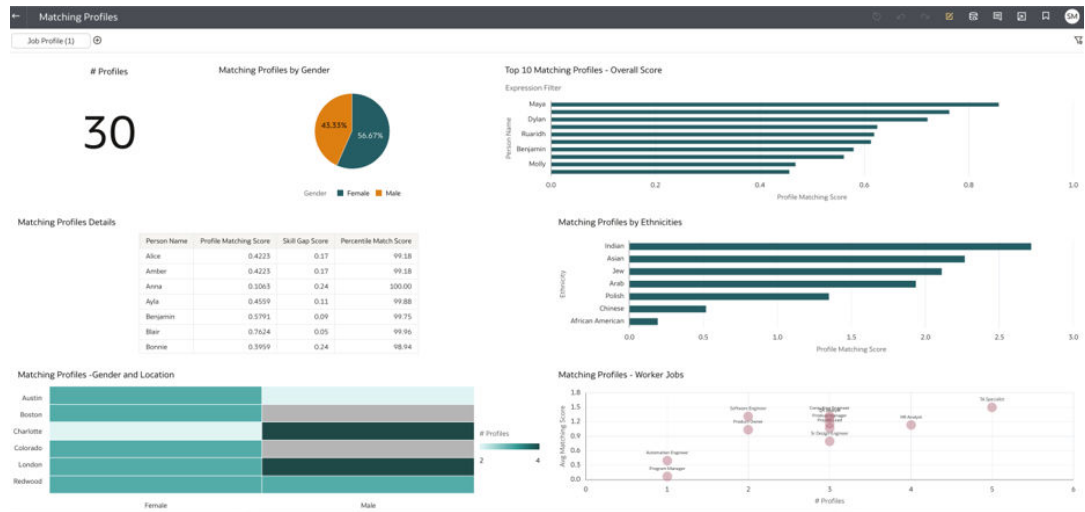 Matching Profiles
SM
Job Profile (1)
# Profiles
30
Matching Profiles by Gender
43.33%
56.67%
Gender Female Male
Top 10 Matching Profiles - Overall Score
Expression Filter
Person Name
Maya
Dylan
Ruaridh
Benjamin
Molly
0.0 0.2 0.4 0.6 0.8 1.0
Profile Matching Score
Matching Profiles Details
Person Name Profile Matching Score Skill Gap Score Percentile Match Score
Alice 0.4223 0.17 99.18
Amber 0.4223 0.17 99.18
Anna 0.1063 0.24 100.00
Ayla 0.4559 0.11 99.88
Benjamin 0.5791 0.09 99.75
Blair 0.7624 0.05 99.96
Bonnie 0.3959 0.24 98.94
Matching Profiles by Ethnicities
Ethnicity
Indian
Asian
Jew
Arab
Polish
Chinese
African American
0.0 0.5 1.0 1.5 2.0 2.5 3.0
Profile Matching Score
Matching Profiles -Gender and Location
Austin
Boston
Charlotte
Colorado
London
Redwood
Female Male
# Profiles
2 4
Matching Profiles - Worker Jobs
Avg Matching Score
1.8
1.5
1.2
0.9
0.6
0.3
0.0
Software Engineer
Product Owner
Sr Design Engineer
HR Analyst
Automation Engineer
Program Manager
0 1 2 3 4 5 6
# Profiles